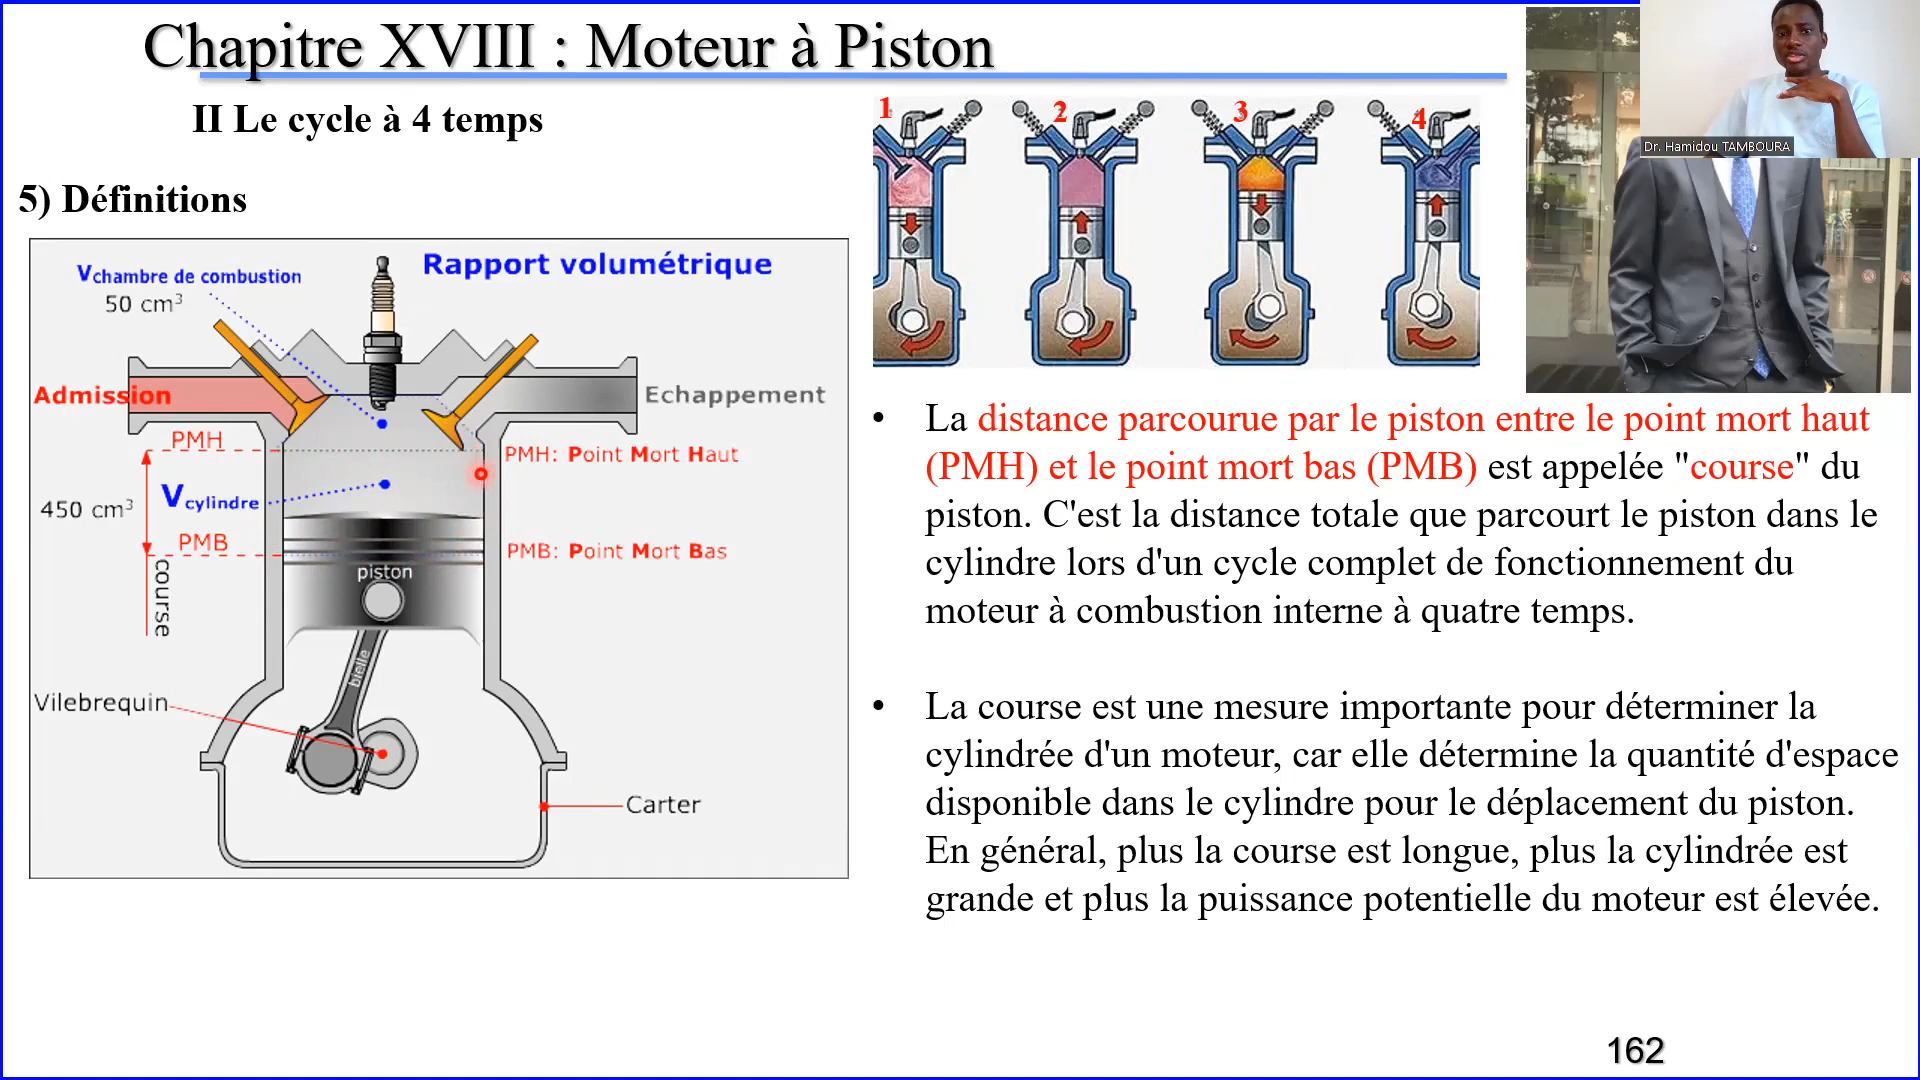 Chapitre XVIII : Moteur à Piston
II Le cycle à 4 temps
5) Définitions
1 2 3 4
Dr. Hamidou TAMBOURA
Vchambre de combustion
50 cm³
Rapport volumétrique
Admission
Echappement
PMH
PMH: Point Mort Haut
450 cm³
Vcylindre
PMB
PMB: Point Mort Bas
course
piston
bielle
Vilebrequin
Carter
• La distance parcourue par le piston entre le point mort haut
(PMH) et le point mort bas (PMB) est appelée "course" du
piston. C'est la distance totale que parcourt le piston dans le
cylindre lors d'un cycle complet de fonctionnement du
moteur à combustion interne à quatre temps.
• La course est une mesure importante pour déterminer la
cylindrée d'un moteur, car elle détermine la quantité d'espace
disponible dans le cylindre pour le déplacement du piston.
En général, plus la course est longue, plus la cylindrée est
grande et plus la puissance potentielle du moteur est élevée.
162